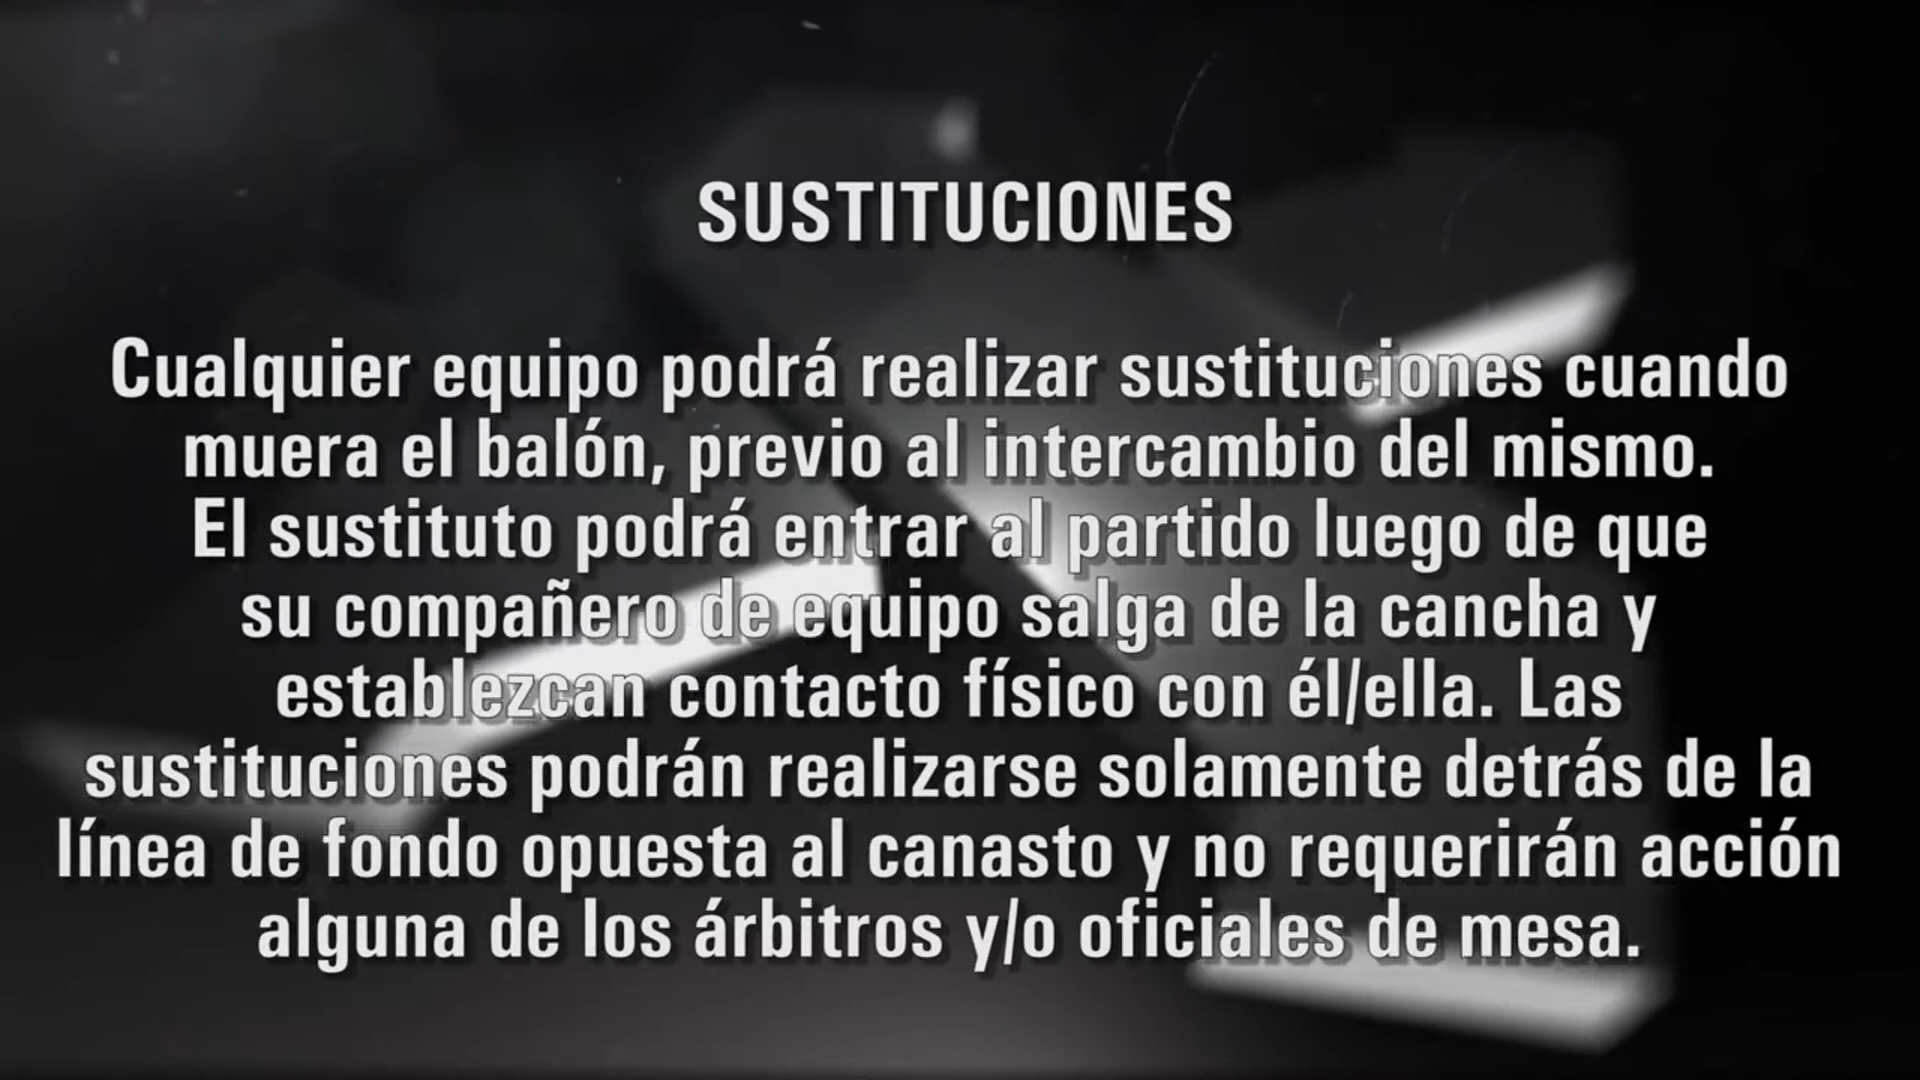 SUSTITUCIONES
Cualquier equipo podrá realizar sustituciones cuando
muera el balón, previo al intercambio del mismo.
El sustituto podrá entrar al partido luego de que
su compañero de equipo salga de la cancha y
establezcan contacto físico con él/ella. Las
sustituciones podrán realizarse solamente detrás de la
línea de fondo opuesta al canasto y no requerirán acción
alguna de los árbitros y/o oficiales de mesa.